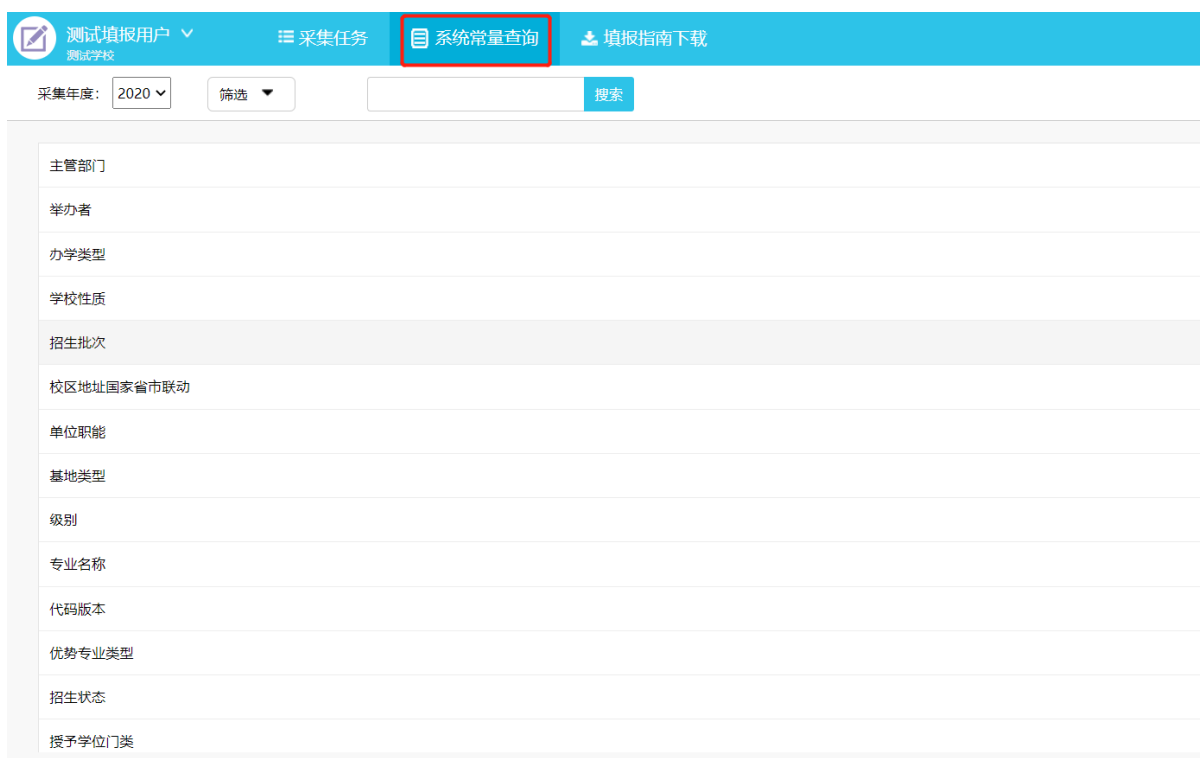 测试填报用户
测试学校
采集任务
系统常量查询
填报指南下载
采集年度： 2020 筛选 搜索
主管部门
举办者
办学类型
学校性质
招生批次
校区地址国家省市联动
单位职能
基地类型
级别
专业名称
代码版本
优势专业类型
招生状态
授予学位门类